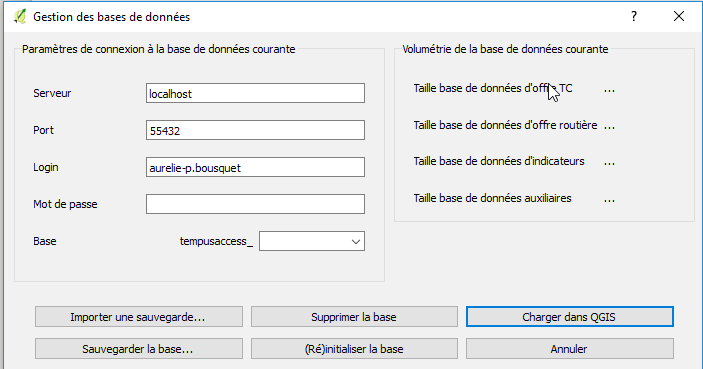 Gestion des bases de données
?
Paramètres de connexion à la base de données courante
Serveur
localhost
Port
55432
Login
aurelie-p.bousquet
Mot de passe
Base
tempusaccess_
Volumétrie de la base de données courante
Taille base de données d'offre TC ...
Taille base de données d'offre routière ...
Taille base de données d'indicateurs ...
Taille base de données auxiliaires ...
Importer une sauvegarde...
Supprimer la base
Charger dans QGIS
Sauvegarder la base...
(Ré)initialiser la base
Annuler